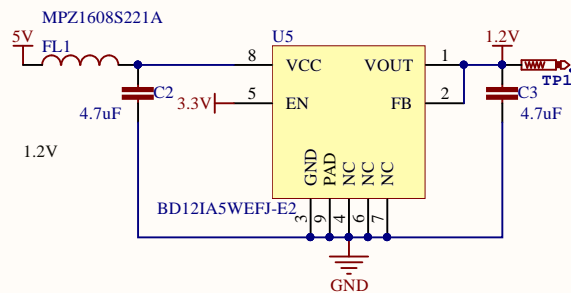 MPZ1608S221A
5V
FL1
U5
1.2V
8
VCC
VOUT
1
TP1
C2
4.7uF
3.3V
5
EN
FB
2
C3
4.7uF
1.2V
GND
PAD
NC
NC
NC
BD12IA5WEFJ-E2
3
9
4
6
7
GND